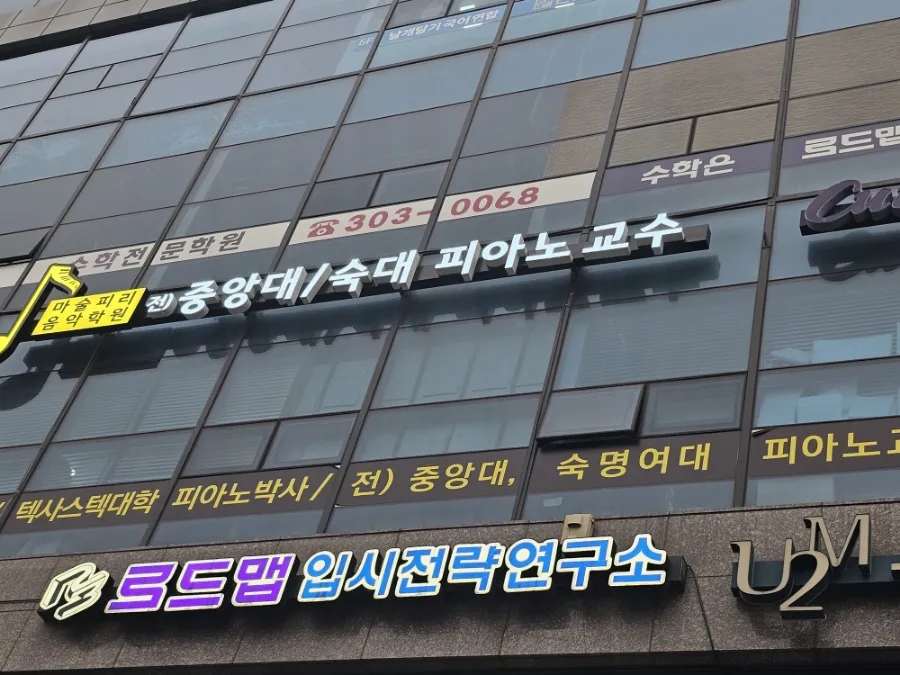 5F 날개달기 국어연합
수학은
로드맵
수학전문학원
☎303-0068
마술피리
음악학원
전) 중앙대/숙대 피아노 교수
/ 텍사스텍대학 피아노박사/ 전) 중앙대, 숙명여대 피아노교
로드맵 입시전략연구소
U2M